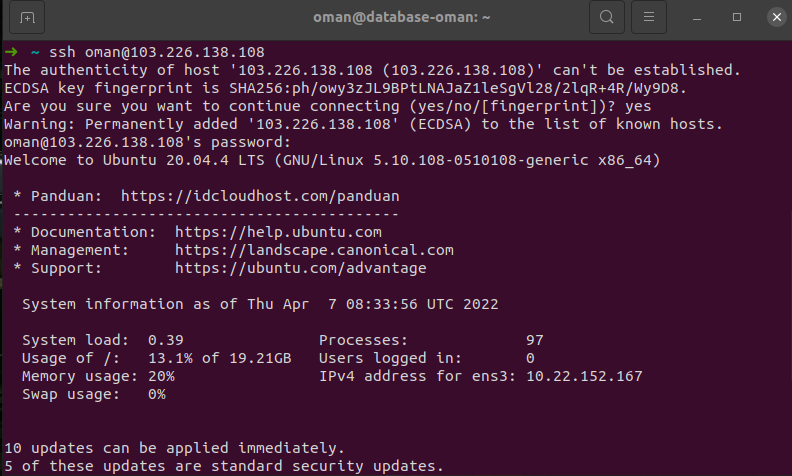 oman@database-oman: ~
➜ ~ ssh oman@103.226.138.108
The authenticity of host '103.226.138.108 (103.226.138.108)' can't be established.
ECDSA key fingerprint is SHA256:ph/owy3zJL9BPtLNAJaZ1leSgVl28/2lqR+4R/Wy9D8.
Are you sure you want to continue connecting (yes/no/[fingerprint])? yes
Warning: Permanently added '103.226.138.108' (ECDSA) to the list of known hosts.
oman@103.226.138.108's password:
Welcome to Ubuntu 20.04.4 LTS (GNU/Linux 5.10.108-0510108-generic x86_64)
* Panduan:  https://idcloudhost.com/panduan
-------------------------------------------
* Documentation:  https://help.ubuntu.com
* Management:     https://landscape.canonical.com
* Support:        https://ubuntu.com/advantage
System information as of Thu Apr  7 08:33:56 UTC 2022
System load:  0.39               Processes:             97
Usage of /:   13.1% of 19.21GB   Users logged in:       0
Memory usage: 20%                IPv4 address for ens3: 10.22.152.167
Swap usage:   0%
10 updates can be applied immediately.
5 of these updates are standard security updates.